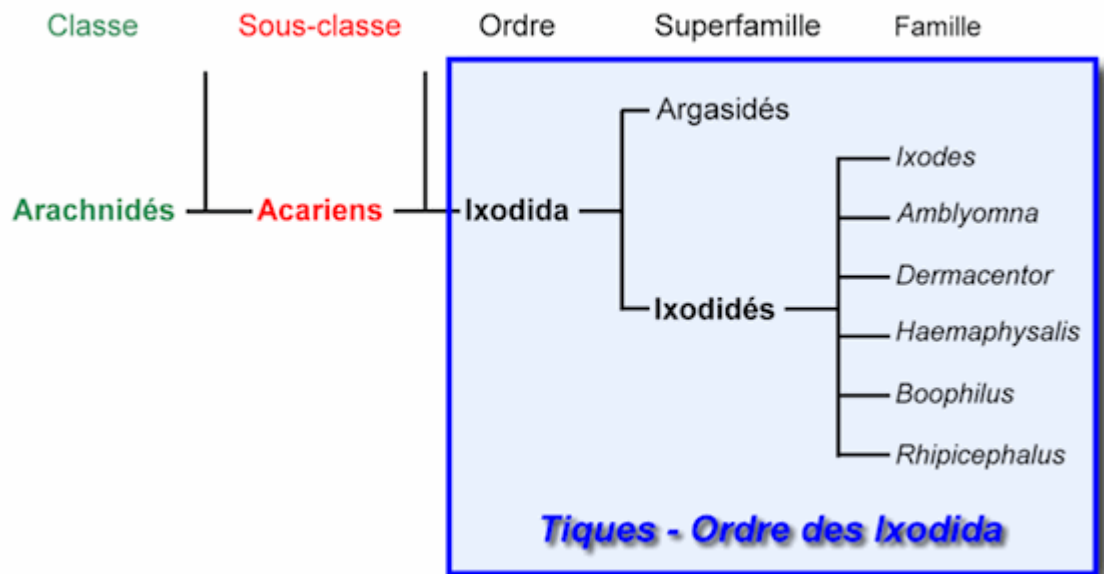 Classe Sous-classe Ordre Superfamille Famille
Argasidés
Ixodes
Arachnidés Acariens Ixodida
Amblyomna
Dermacentor
Ixodidés
Haemaphysalis
Boophilus
Rhipicephalus
Tiques - Ordre des Ixodida